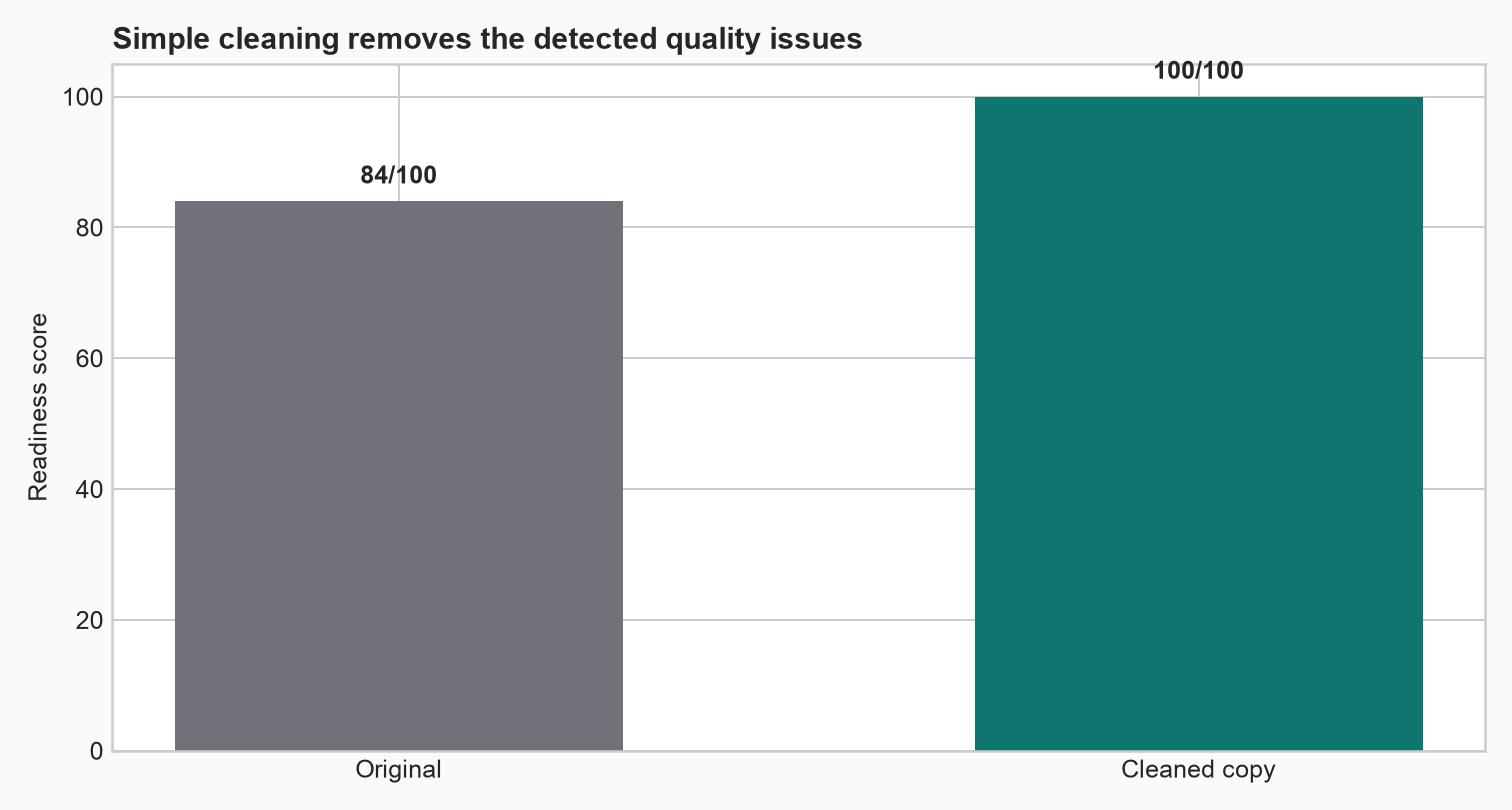 Simple cleaning removes the detected quality issues
100/100
84/100
100
80
60
40
20
0
Readiness score
Original
Cleaned copy